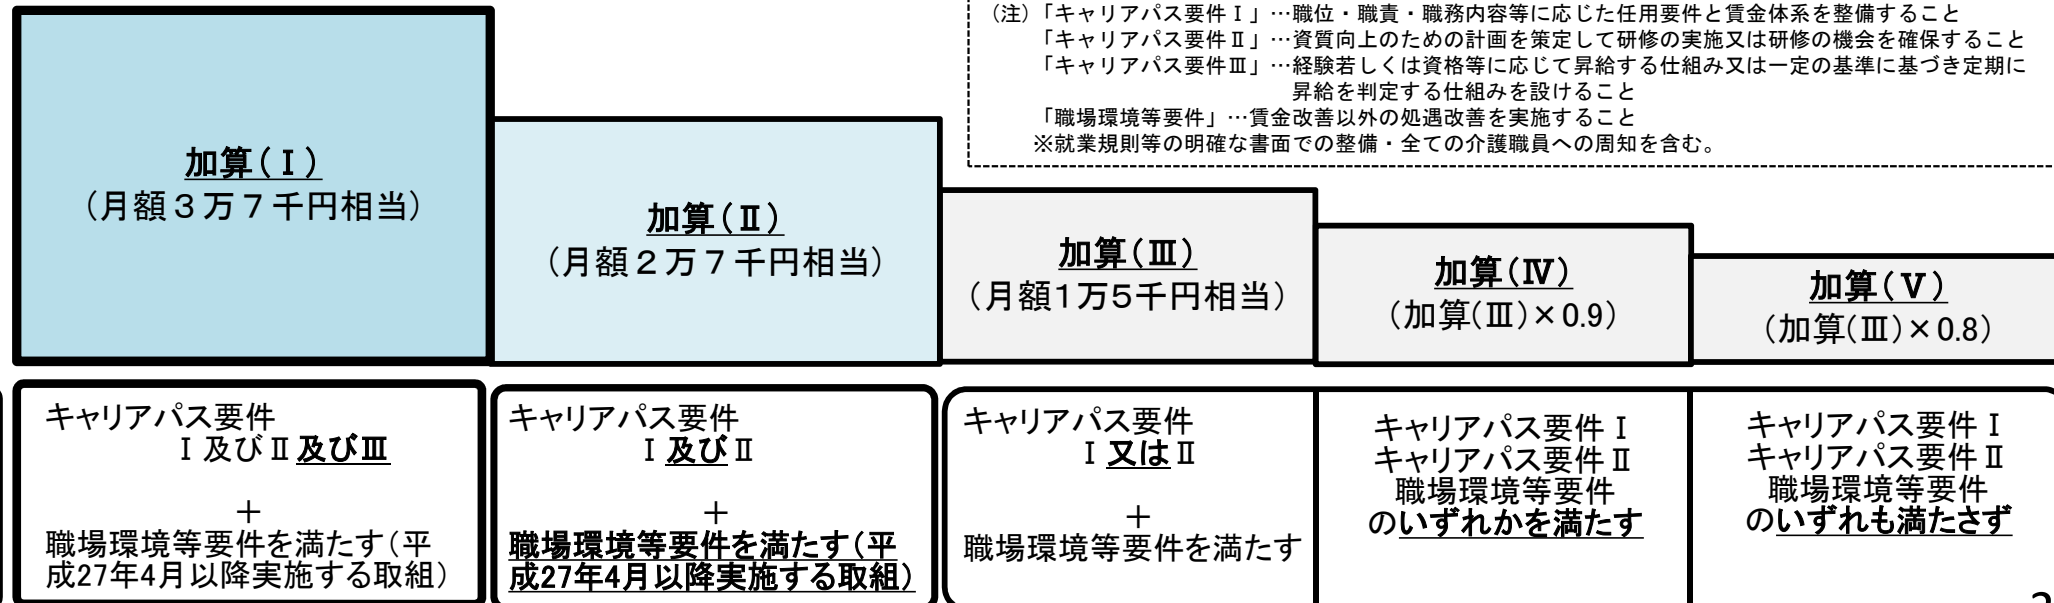 (注)「キャリアパス要件Ⅰ」…職位・職責・職務内容等に応じた任用要件と賃金体系を整備すること
「キャリアパス要件Ⅱ」…資質向上のための計画を策定して研修の実施又は研修の機会を確保すること
「キャリアパス要件Ⅲ」…経験若しくは資格等に応じて昇給する仕組み又は一定の基準に基づき定期に
昇給を判定する仕組みを設けること
「職場環境等要件」…賃金改善以外の処遇改善を実施すること
※就業規則等の明確な書面での整備・全ての介護職員への周知を含む。
加算(Ⅰ)
(月額3万7千円相当)
加算(Ⅱ)
(月額2万7千円相当)
加算(Ⅲ)
(月額1万5千円相当)
加算(Ⅳ)
(加算(Ⅲ)×0.9)
加算(Ⅴ)
(加算(Ⅲ)×0.8)
キャリアパス要件
Ⅰ及びⅡ及びⅢ
+
職場環境等要件を満たす(平
成27年4月以降実施する取組)
キャリアパス要件
Ⅰ及びⅡ
+
職場環境等要件を満たす(平
成27年4月以降実施する取組)
キャリアパス要件
Ⅰ又はⅡ
+
職場環境等要件を満たす
キャリアパス要件Ⅰ
キャリアパス要件Ⅱ
職場環境等要件
のいずれかを満たす
キャリアパス要件Ⅰ
キャリアパス要件Ⅱ
職場環境等要件
のいずれも満たさず